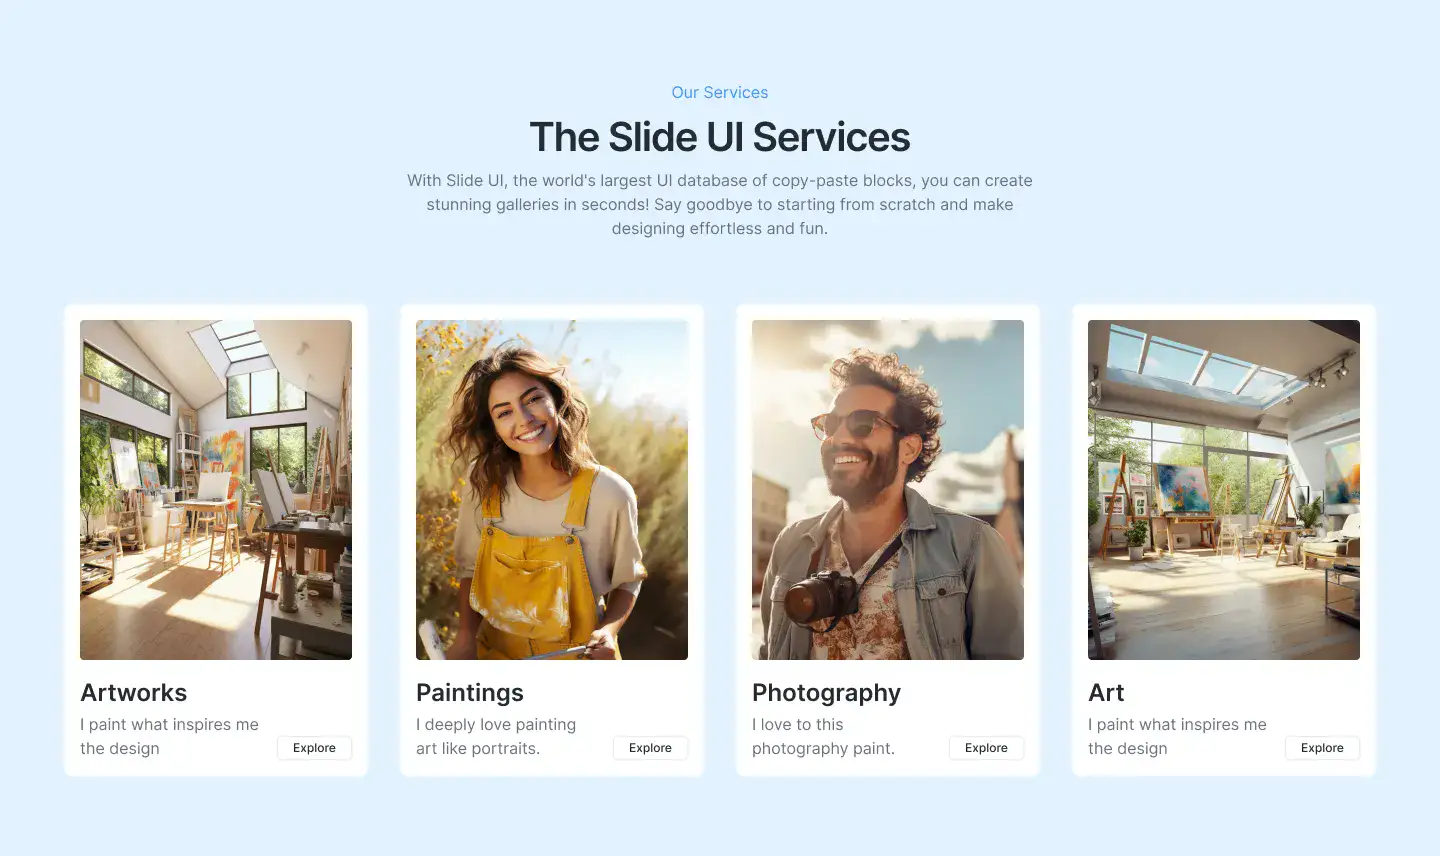 Our Services
The Slide UI Services
With Slide UI, the world's largest UI database of copy-paste blocks, you can create
stunning galleries in seconds! Say goodbye to starting from scratch and make
designing effortless and fun.
Artworks
I paint what inspires me
the design
Explore
Paintings
I deeply love painting
art like portraits.
Explore
Photography
I love to this
photography paint.
Explore
Art
I paint what inspires me
the design
Explore